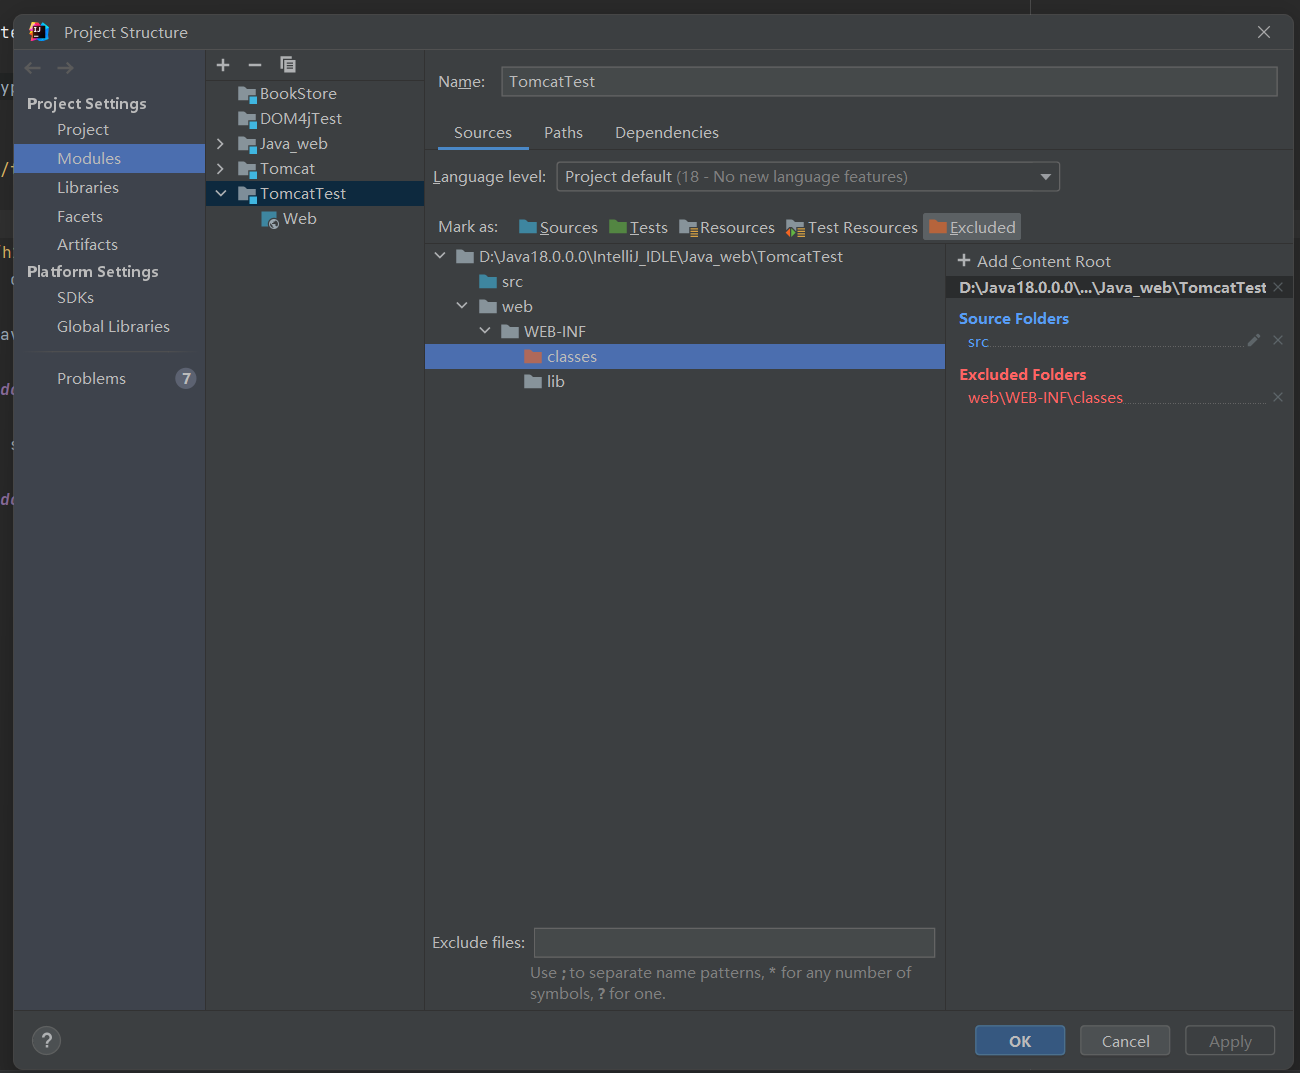 Project Structure
Project Settings
Project
Modules
Libraries
Facets
Artifacts
Platform Settings
SDKs
Global Libraries
Problems 7
BookStore
DOM4jTest
Java_web
Tomcat
TomcatTest
Web
Name: TomcatTest
Sources Paths Dependencies
Language level: Project default (18 - No new language features)
Mark as: Sources Tests Resources Test Resources Excluded
D:\Java18.0.0.0\IntelliJ_IDLE\Java_web\TomcatTest
src
web
WEB-INF
classes
lib
+ Add Content Root
D:\Java18.0.0.0\...\Java_web\TomcatTest
Source Folders
src
Excluded Folders
web\WEB-INF\classes
Exclude files:
Use ; to separate name patterns, * for any number of
symbols, ? for one.
? OK Cancel Apply